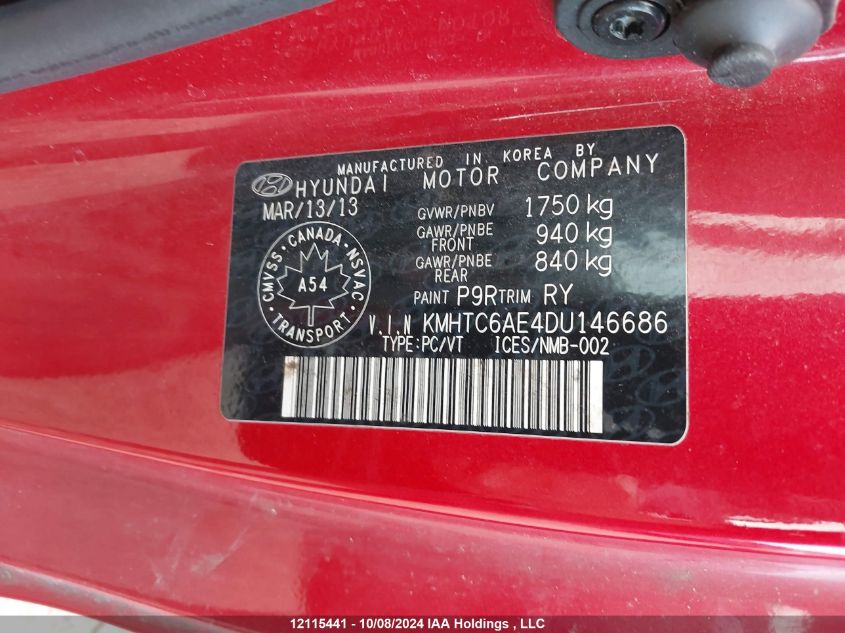 MANUFACTURED IN KOREA BY
HYUNDAI MOTOR COMPANY
MAR/13/13
GVWR/PNBV 1750 kg
GAWR/PNBE FRONT 940 kg
GAWR/PNBE REAR 840 kg
CANADA
CMVSS
NSVAC
A54
TRANSPORT
PAINT P9R TRIM RY
V.I.N KMHTC6AE4DU146686
TYPE:PC/VT ICES/NMB-002
12115441 - 10/08/2024 IAA Holdings , LLC